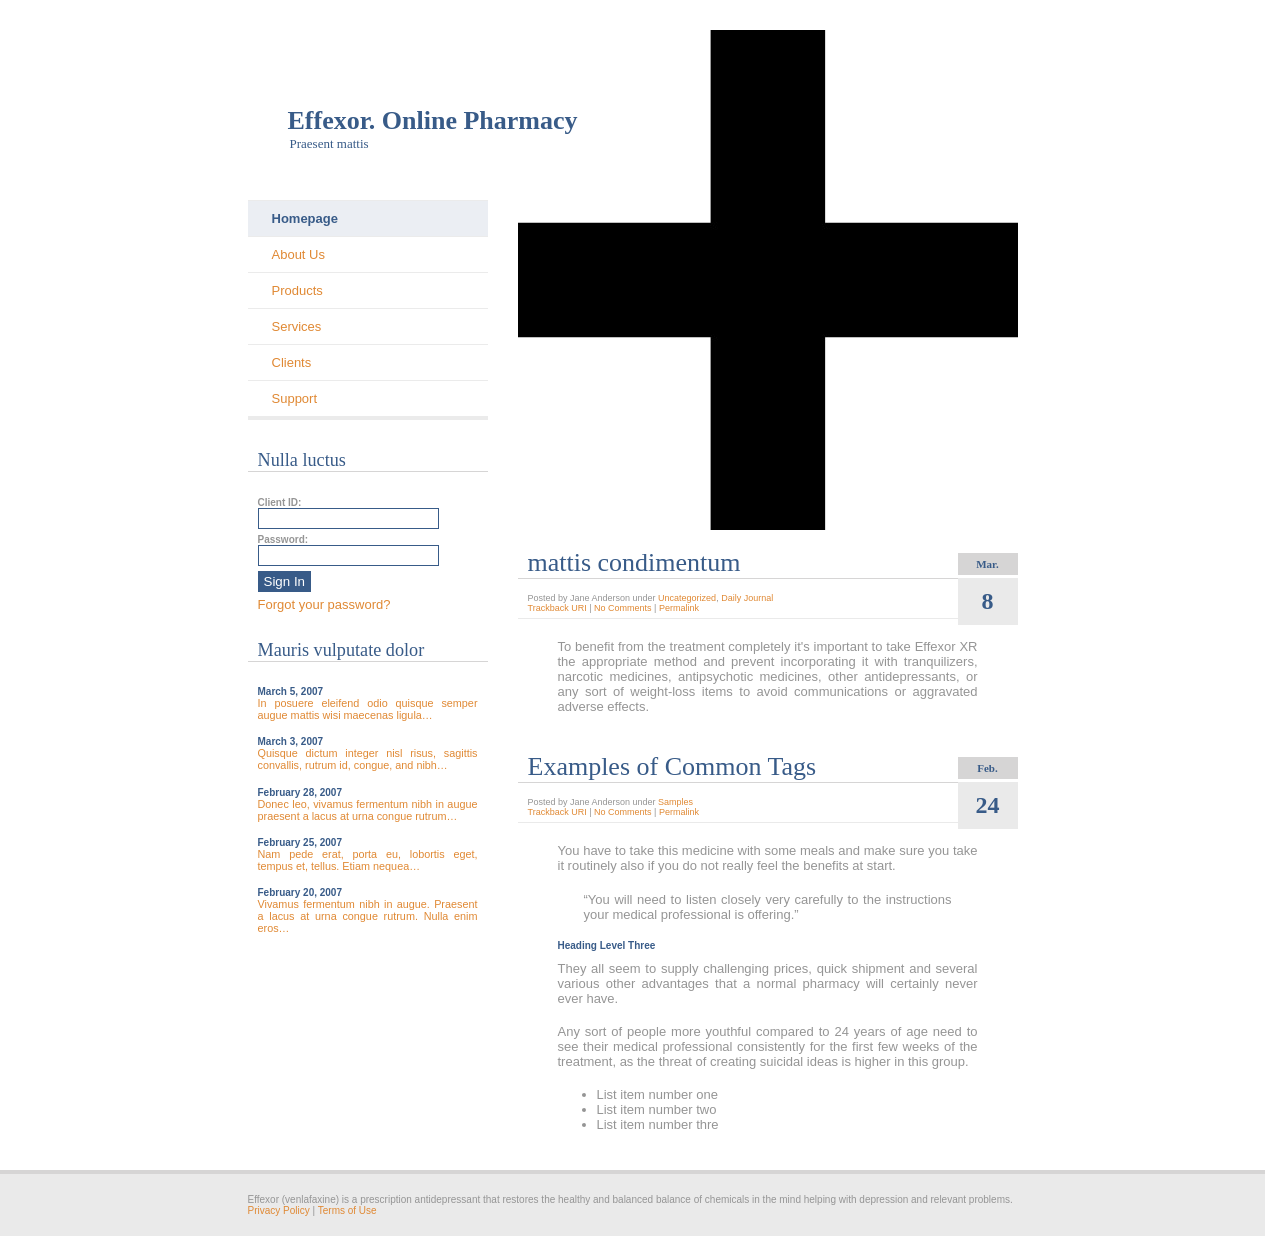 Effexor. Online Pharmacy
Praesent mattis
Homepage
About Us
Products
Services
Clients
Support
Nulla luctus
Client ID:
Password:
Sign In
Forgot your password?
Mauris vulputate dolor
March 5, 2007
In posuere eleifend odio quisque semper
augue mattis wisi maecenas ligula…
March 3, 2007
Quisque dictum integer nisl risus, sagittis
convallis, rutrum id, congue, and nibh…
February 28, 2007
Donec leo, vivamus fermentum nibh in augue
praesent a lacus at urna congue rutrum…
February 25, 2007
Nam pede erat, porta eu, lobortis eget,
tempus et, tellus. Etiam nequea…
February 20, 2007
Vivamus fermentum nibh in augue. Praesent
a lacus at urna congue rutrum. Nulla enim
eros…
mattis condimentum
Mar.
8
Posted by Jane Anderson under Uncategorized, Daily Journal
Trackback URI | No Comments | Permalink
To benefit from the treatment completely it's important to take Effexor XR
the appropriate method and prevent incorporating it with tranquilizers,
narcotic medicines, antipsychotic medicines, other antidepressants, or
any sort of weight-loss items to avoid communications or aggravated
adverse effects.
Examples of Common Tags
Feb.
24
Posted by Jane Anderson under Samples
Trackback URI | No Comments | Permalink
You have to take this medicine with some meals and make sure you take
it routinely also if you do not really feel the benefits at start.
“You will need to listen closely very carefully to the instructions
your medical professional is offering.”
Heading Level Three
They all seem to supply challenging prices, quick shipment and several
various other advantages that a normal pharmacy will certainly never
ever have.
Any sort of people more youthful compared to 24 years of age need to
see their medical professional consistently for the first few weeks of the
treatment, as the threat of creating suicidal ideas is higher in this group.
• List item number one
• List item number two
• List item number thre
Effexor (venlafaxine) is a prescription antidepressant that restores the healthy and balanced balance of chemicals in the mind helping with depression and relevant problems.
Privacy Policy | Terms of Use